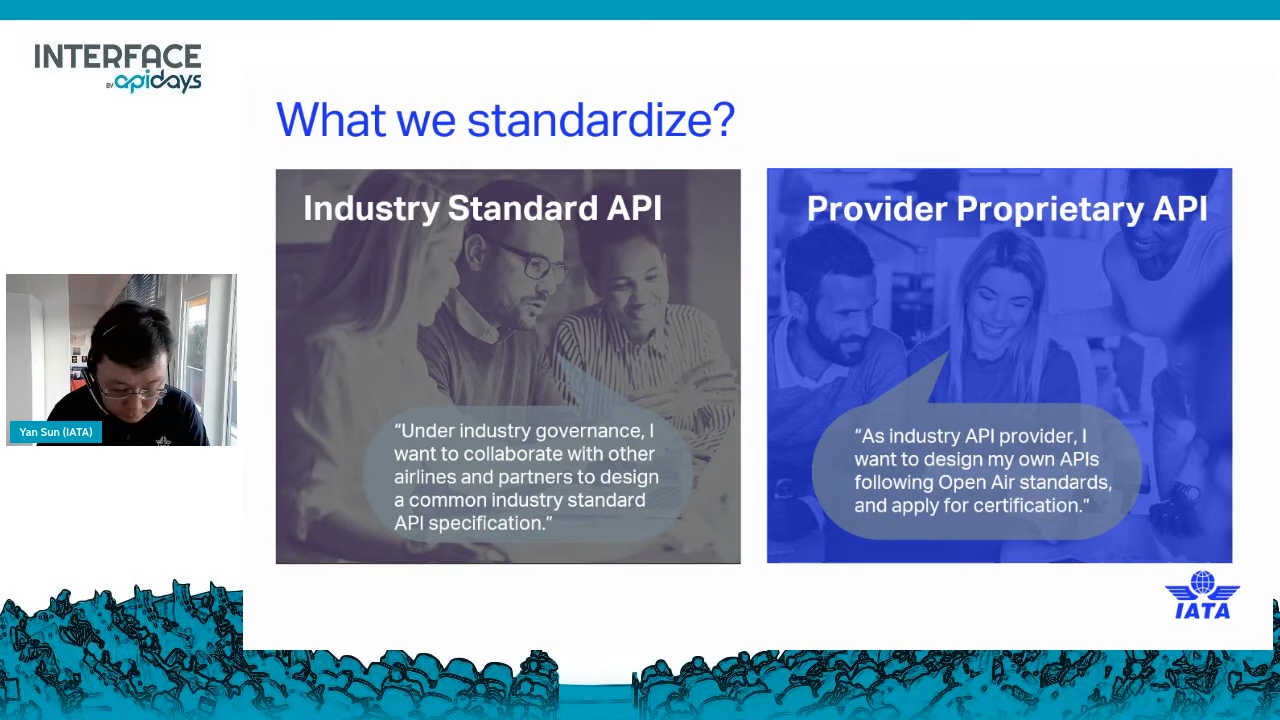 INTERFACE
BY apidays
What we standardize?
Industry Standard API
“Under industry governance, I
want to collaborate with other
airlines and partners to design
a common industry standard
API specification.”
Provider Proprietary API
“As industry API provider, I
want to design my own APIs
following Open Air standards,
and apply for certification.”
Yan Sun (IATA)
IATA